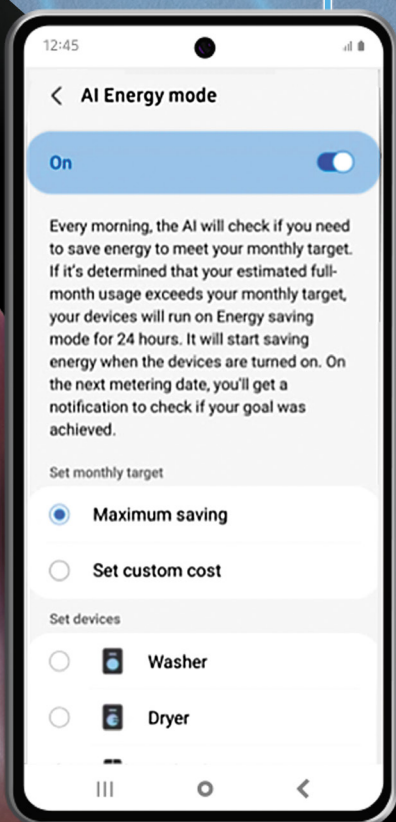 12:45
AI Energy mode
On
Every morning, the AI will check if you need
to save energy to meet your monthly target.
If it's determined that your estimated full-
month usage exceeds your monthly target,
your devices will run on Energy saving
mode for 24 hours. It will start saving
energy when the devices are turned on. On
the next metering date, you'll get a
notification to check if your goal was
achieved.
Set monthly target
Maximum saving
Set custom cost
Set devices
Washer
Dryer